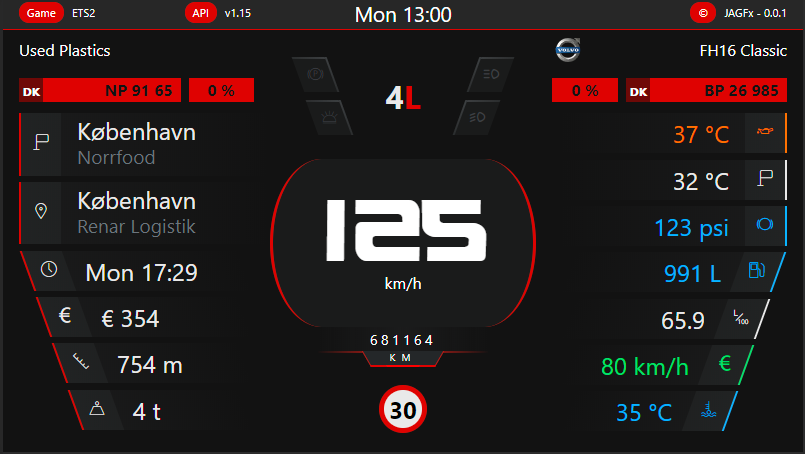 Game ETS2 API v1.15 Mon 13:00 © JAGFx - 0.0.1
Used Plastics
VOLVO FH16 Classic
DK NP 91 65 0 %
0 % DK BP 26 985
4L
København
Norrfood
København
Renar Logistik
Mon 17:29
€ € 354
754 m
4 t
125
km/h
681164
KM
30
37 °C
32 °C
123 psi
991 L
65.9 L/100
80 km/h €
35 °C